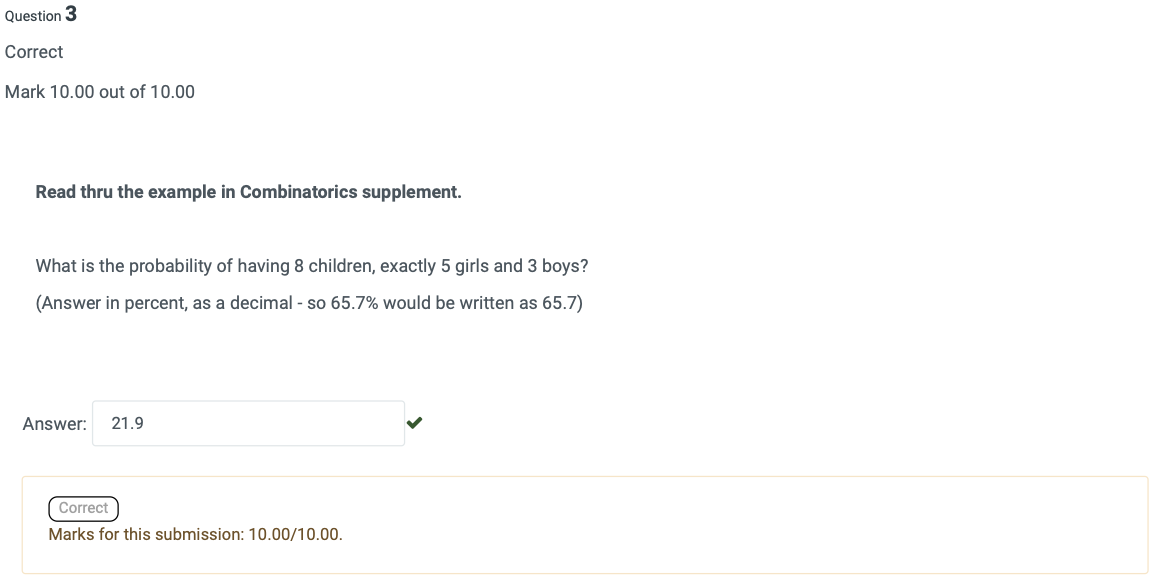 Question 3
Correct
Mark 10.00 out of 10.00
Read thru the example in Combinatorics supplement.
What is the probability of having 8 children, exactly 5 girls and 3 boys?
(Answer in percent, as a decimal - so 65.7% would be written as 65.7)
Answer: 21.9
Correct
Marks for this submission: 10.00/10.00.